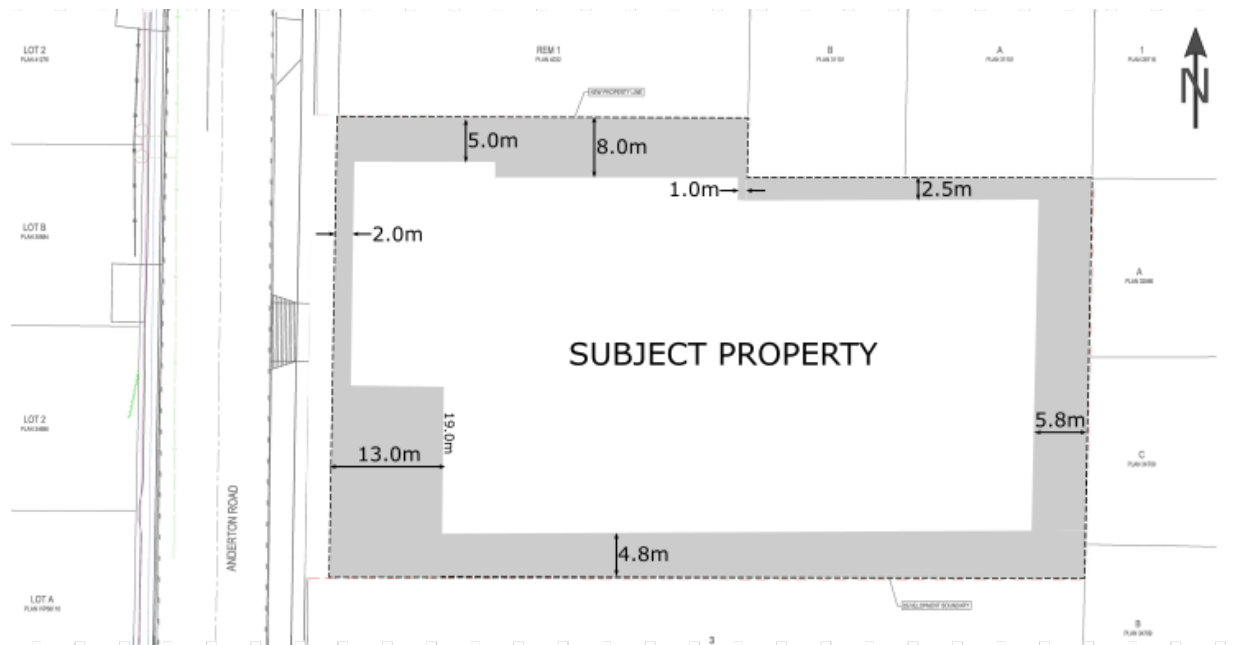 LOT 2
REM 1
B
A
1
N
NEW PROPERTY LINE
5.0m
8.0m
1.0m
2.5m
LOT B
2.0m
A
SUBJECT PROPERTY
LOT 2
19.0m
5.8m
13.0m
C
ANDERTON ROAD
4.8m
LOT A
DEVELOPMENT BOUNDARY
B
3